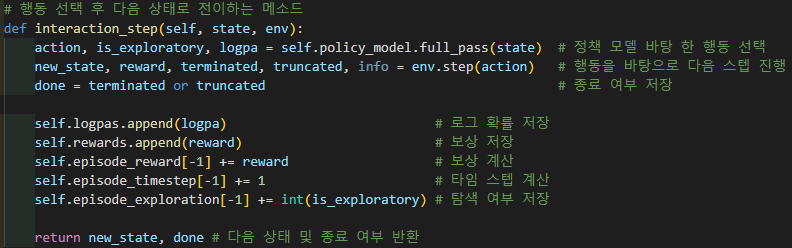 # 행동 선택 후 다음 상태로 전이하는 메소드
def interaction_step(self, state, env):
    action, is_exploratory, logpa = self.policy_model.full_pass(state)  # 정책 모델 바탕 한 행동 선택
    new_state, reward, terminated, truncated, info = env.step(action)   # 행동을 바탕으로 다음 스텝 진행
    done = terminated or truncated                                      # 종료 여부 저장

    self.logpas.append(logpa)                          # 로그 확률 저장
    self.rewards.append(reward)                        # 보상 저장
    self.episode_reward[-1] += reward                  # 보상 계산
    self.episode_timestep[-1] += 1                     # 타임 스텝 계산
    self.episode_exploration[-1] += int(is_exploratory) # 탐색 여부 저장

    return new_state, done # 다음 상태 및 종료 여부 반환